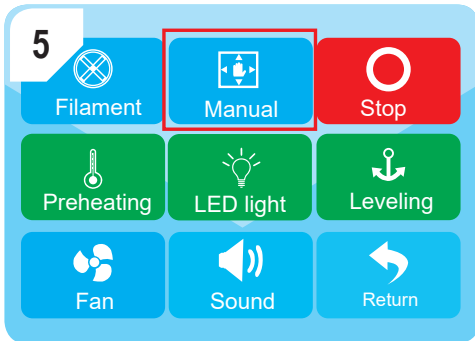 5
Filament
Manual
Stop
Preheating
LED light
Leveling
Fan
Sound
Return